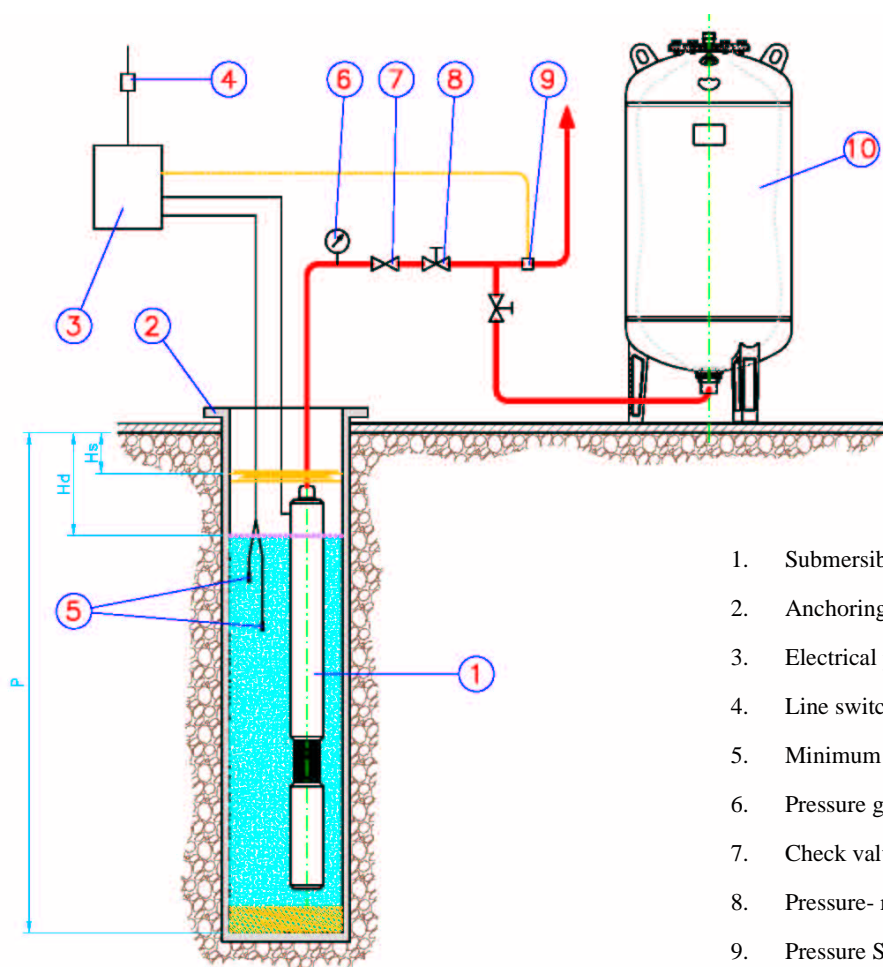 4
6
7
8
9
10
3
2
Hs
Hd
5
P
1
1. Submersib
2. Anchoring
3. Electrical
4. Line switc
5. Minimum
6. Pressure g
7. Check val
8. Pressure- r
9. Pressure S